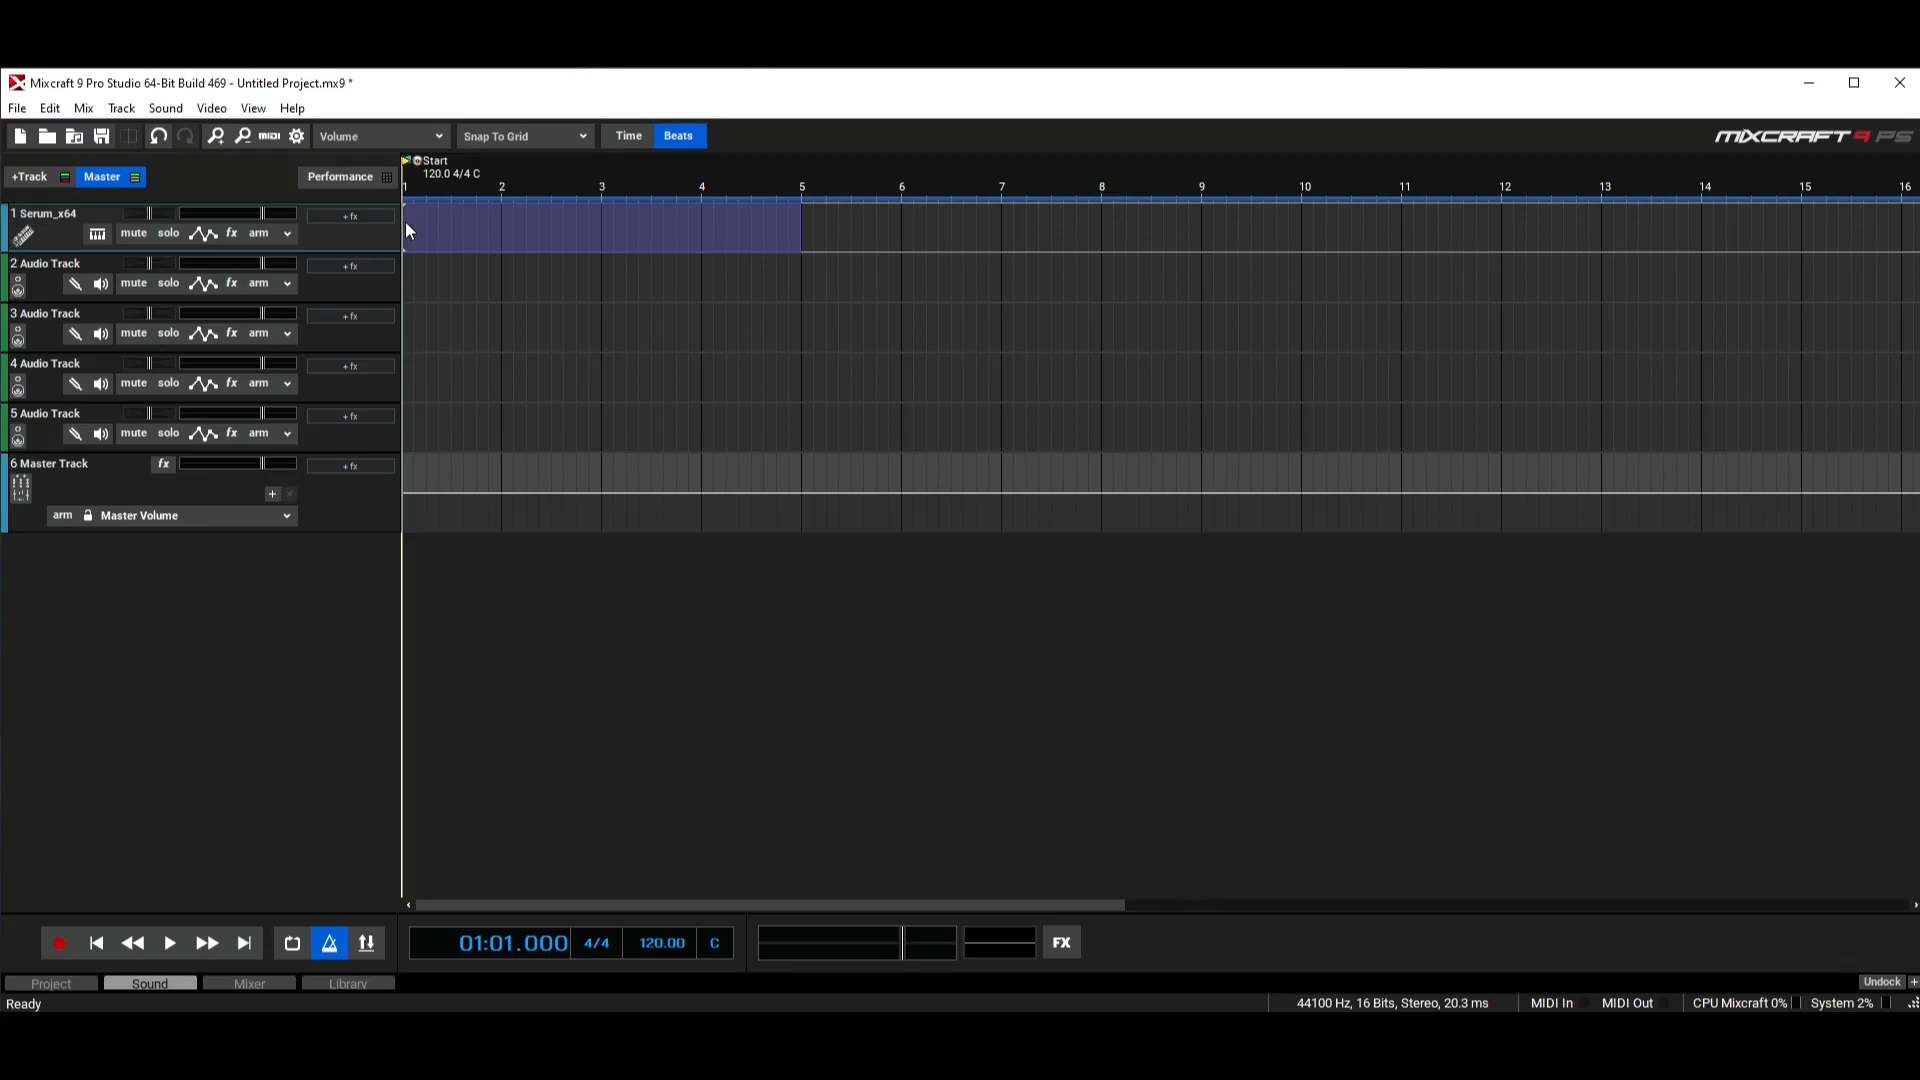 Mixcraft 9 Pro Studio 64-Bit Build 469 - Untitled Project.mx9 *
File Edit Mix Track Sound Video View Help
MIDI Volume Snap To Grid Time Beats MIXCRAFT 9 PS
Start
120.0 4/4 C
+Track Master Performance
1 2 3 4 5 6 7 8 9 10 11 12 13 14 15 16
1 Serum_x64 +fx
mute solo fx arm
2 Audio Track +fx
mute solo fx arm
3 Audio Track +fx
mute solo fx arm
4 Audio Track +fx
mute solo fx arm
5 Audio Track +fx
mute solo fx arm
6 Master Track fx +fx
arm Master Volume
01:01.000 4/4 120.00 C FX
Project Sound Mixer Library Undock
Ready 44100 Hz, 16 Bits, Stereo, 20.3 ms MIDI In MIDI Out CPU Mixcraft 0% System 2%